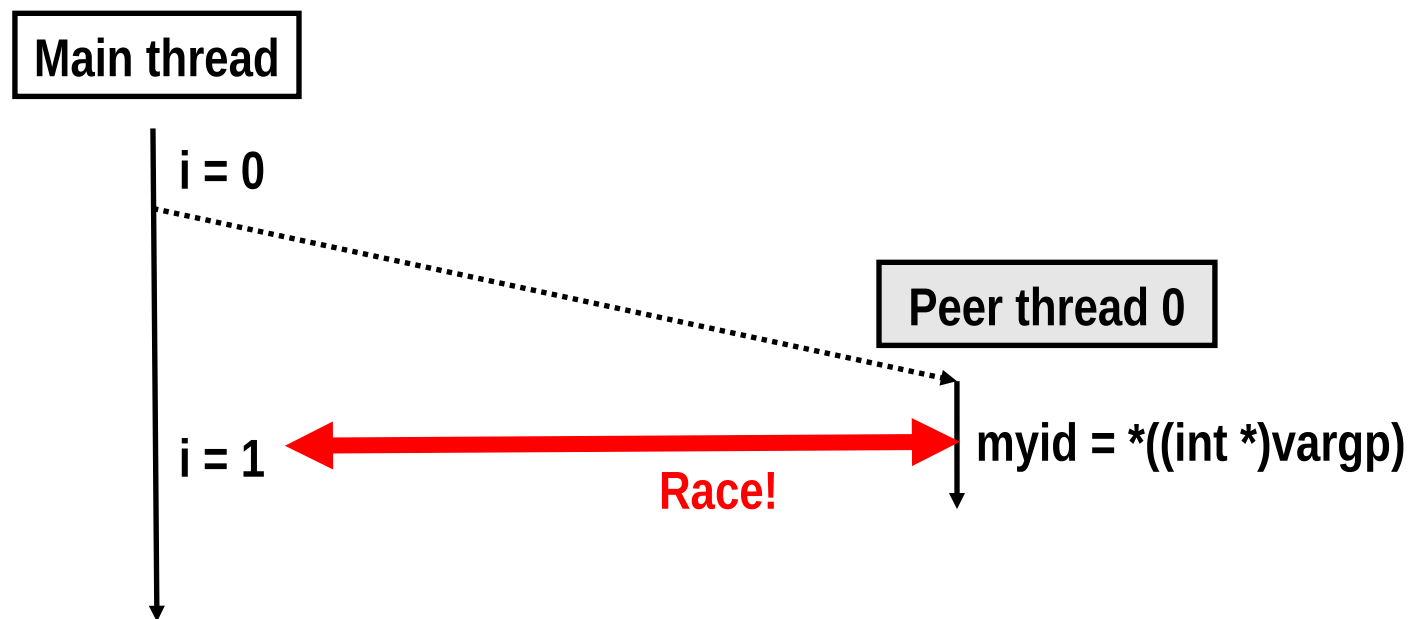 Main thread
i = 0
Peer thread 0
i = 1
myid = *((int *)vargp)
Race!